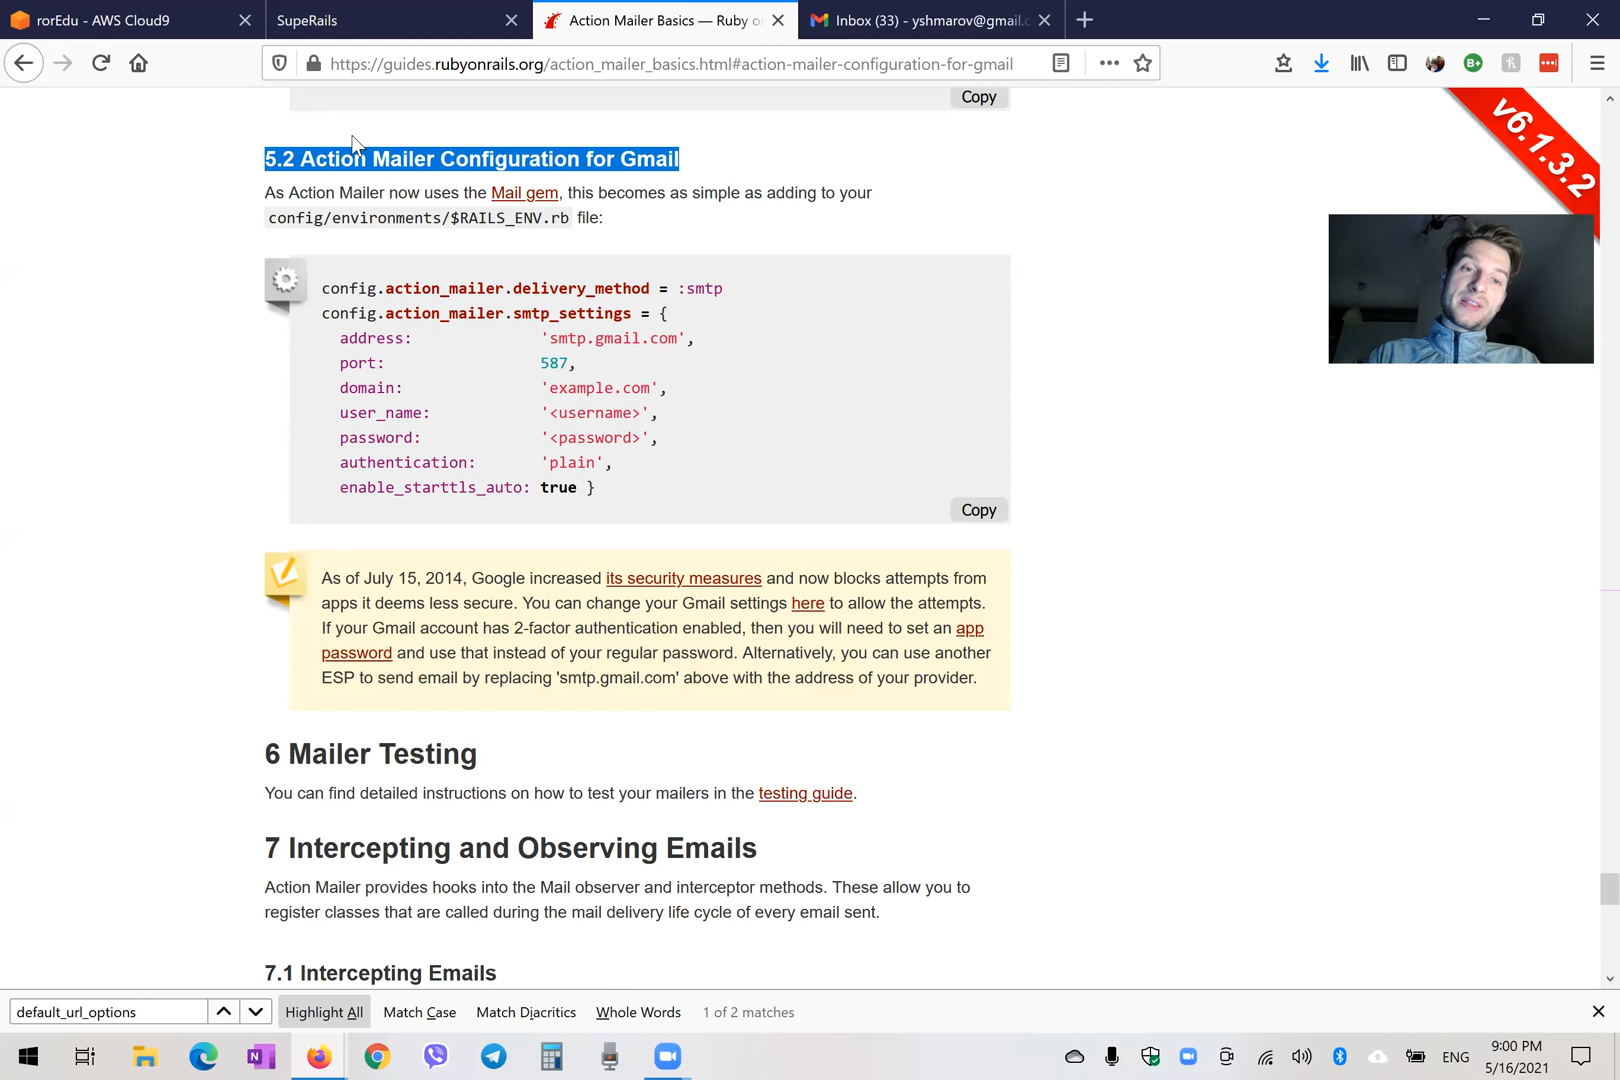 rorEdu - AWS Cloud9
SupeRails
Action Mailer Basics — Ruby o
Inbox (33) - yshmarov@gmail.c
https://guides.rubyonrails.org/action_mailer_basics.html#action-mailer-configuration-for-gmail
Copy
v6.1.3.2
5.2 Action Mailer Configuration for Gmail
As Action Mailer now uses the Mail gem, this becomes as simple as adding to your
config/environments/$RAILS_ENV.rb file:
config.action_mailer.delivery_method = :smtp
config.action_mailer.smtp_settings = {
address: 'smtp.gmail.com',
port: 587,
domain: 'example.com',
user_name: '<username>',
password: '<password>',
authentication: 'plain',
enable_starttls_auto: true }
Copy
As of July 15, 2014, Google increased its security measures and now blocks attempts from
apps it deems less secure. You can change your Gmail settings here to allow the attempts.
If your Gmail account has 2-factor authentication enabled, then you will need to set an app
password and use that instead of your regular password. Alternatively, you can use another
ESP to send email by replacing 'smtp.gmail.com' above with the address of your provider.
6 Mailer Testing
You can find detailed instructions on how to test your mailers in the testing guide.
7 Intercepting and Observing Emails
Action Mailer provides hooks into the Mail observer and interceptor methods. These allow you to
register classes that are called during the mail delivery life cycle of every email sent.
7.1 Intercepting Emails
default_url_options
Highlight All
Match Case
Match Diacritics
Whole Words
1 of 2 matches
ENG
9:00 PM
5/16/2021